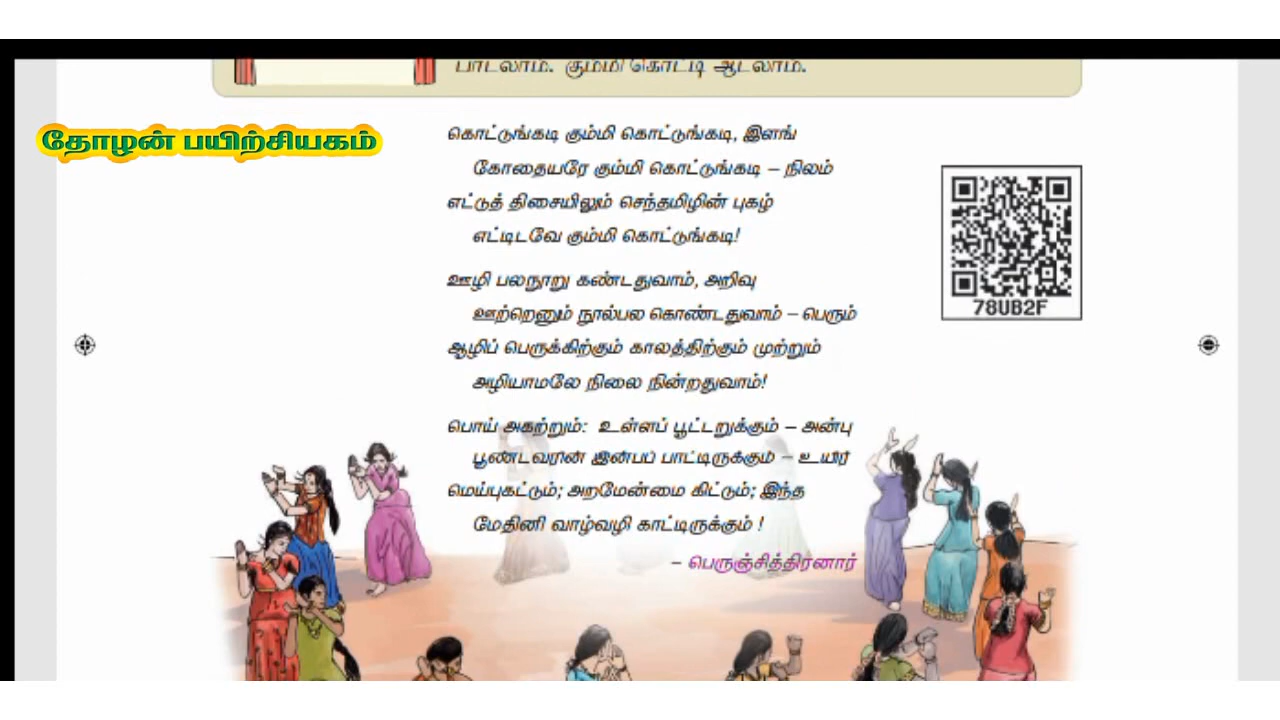 பாடலாம். கும்மி கொட்டி ஆடலாம்.
தோழன் பயிற்சியகம்
கொட்டுங்கடி கும்மி கொட்டுங்கடி, இளங்
கோதையரே கும்மி கொட்டுங்கடி – நிலம்
எட்டுத் திசையிலும் செந்தமிழின் புகழ்
எட்டிடவே கும்மி கொட்டுங்கடி!
ஊழி பலநூறு கண்டதுவாம், அறிவு
ஊற்றெனும் நூல்பல கொண்டதுவாம் – பெரும்
ஆழிப் பெருக்கிற்கும் காலத்திற்கும் முற்றும்
அழியாமலே நிலை நின்றதுவாம்!
பொய் அகற்றும்: உள்ளப் பூட்டறுக்கும் – அன்பு
பூண்டவரின் இன்பப் பாட்டிருக்கும் – உயிர்
மெய்புகட்டும்; அறமேன்மை கிட்டும்; இந்த
மேதினி வாழ்வழி காட்டிருக்கும் !
– பெருஞ்சித்திரனார்
78UB2F